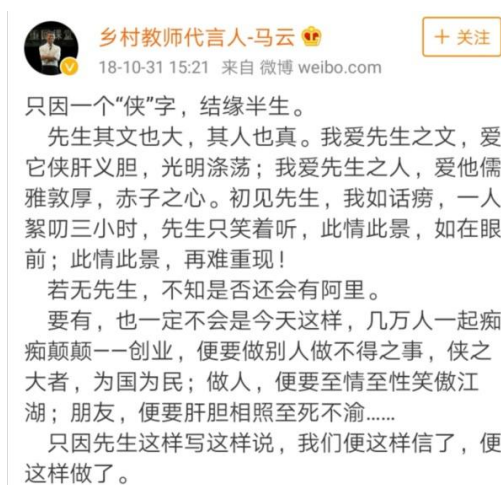 乡村教师代言人-马云
+ 关注
18-10-31 15:21 来自 微博 weibo.com
只因一个“侠”字，结缘半生。
先生其文也大，其人也真。我爱先生之文，爱
它侠肝义胆，光明涤荡；我爱先生之人，爱他儒
雅敦厚，赤子之心。初见先生，我如话痨，一人
絮叨三小时，先生只笑着听，此情此景，如在眼
前；此情此景，再难重现！
若无先生，不知是否还会有阿里。
要有，也一定不会是今天这样，几万人一起痴
痴颠颠——创业，便要做别人做不得之事，侠之
大者，为国为民；做人，便要至情至性笑傲江
湖；朋友，便要肝胆相照至死不渝……
只因先生这样写这样说，我们便这样信了，便
这样做了。